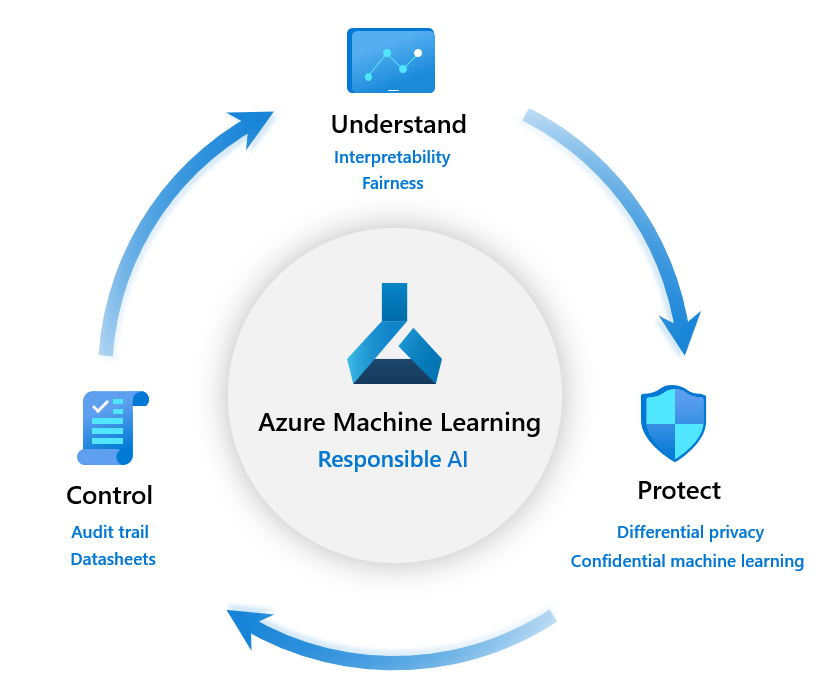 Understand
Interpretability
Fairness
Azure Machine Learning
Responsible AI
Control
Audit trail
Datasheets
Protect
Differential privacy
Confidential machine learning